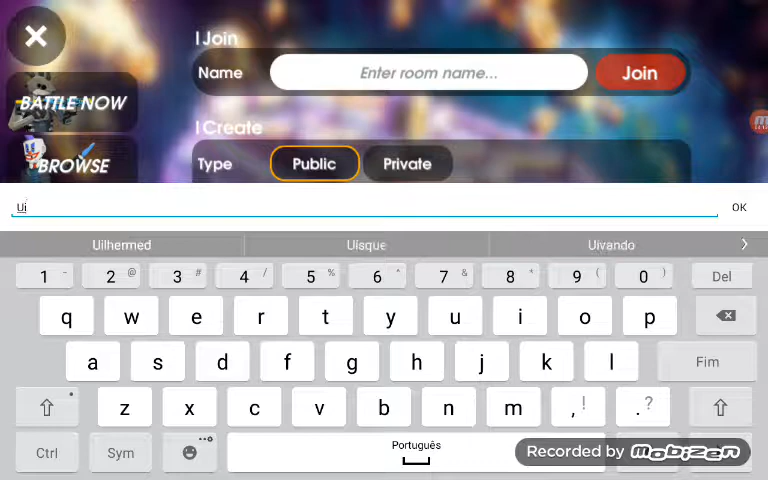 I Join
Name Enter room name... Join
BATTLE NOW
I Create
BROWSE Type Public Private
Ui OK
Uilhermed Uisque Uivando
1 - 2 @ 3 # 4 / 5 % 6 ^ 7 & 8 * 9 ( 0 ) Del
q w e r t y u i o p
a s d f g h j k l Fim
z x c v b n m , ! . ?
Ctrl Sym Português Recorded by Mobizen